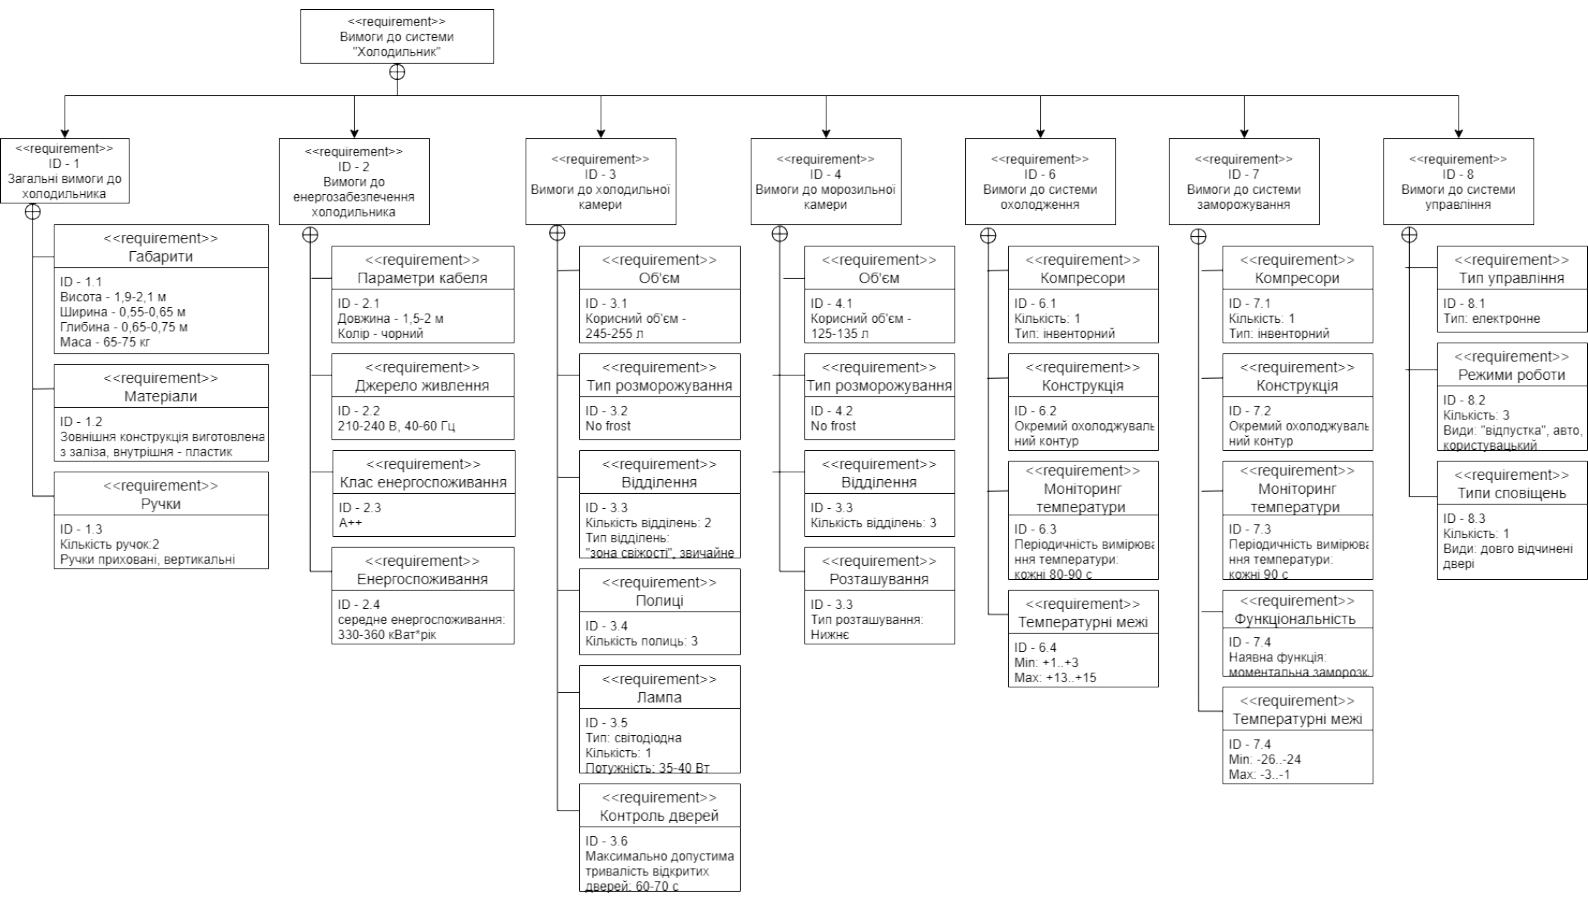 <<requirement>>
Вимоги до системи
"Холодильник"
<<requirement>>
ID - 1
Загальні вимоги до
холодильника
<<requirement>>
Габарити
ID - 1.1
Висота - 1,9-2,1 м
Ширина - 0,55-0,65 м
Глибина - 0,65-0,75 м
Маса - 65-75 кг
<<requirement>>
Матеріали
ID - 1.2
Зовнішня конструкція виготовлена
з заліза, внутрішня - пластик
<<requirement>>
Ручки
ID - 1.3
Кількість ручок:2
Ручки приховані, вертикальні
<<requirement>>
ID - 2
Вимоги до
енергозабезпечення
холодильника
<<requirement>>
Параметри кабеля
ID - 2.1
Довжина - 1,5-2 м
Колір - чорний
<<requirement>>
Джерело живлення
ID - 2.2
210-240 В, 40-60 Гц
<<requirement>>
Клас енергоспоживання
ID - 2.3
А++
<<requirement>>
Енергоспоживання
ID - 2.4
середне енергоспоживання:
330-360 кВат*рік
<<requirement>>
ID - 3
Вимоги до холодильної
камери
<<requirement>>
Об'єм
ID - 3.1
Корисний об'єм -
245-255 л
<<requirement>>
Тип розморожування
ID - 3.2
No frost
<<requirement>>
Відділення
ID - 3.3
Кількість відділень: 2
Тип відділень:
"зона свіжості", звичайне
<<requirement>>
Полиці
ID - 3.4
Кількість полиць: 3
<<requirement>>
Лампа
ID - 3.5
Тип: світодіодна
Кількість: 1
Потужність: 35-40 Вт
<<requirement>>
Контроль дверей
ID - 3.6
Максимально допустима
тривалість відкритих
дверей: 60-70 с
<<requirement>>
ID - 4
Вимоги до морозильної
камери
<<requirement>>
Об'єм
ID - 4.1
Корисний об'єм -
125-135 л
<<requirement>>
Тип розморожування
ID - 4.2
No frost
<<requirement>>
Відділення
ID - 3.3
Кількість відділень: 3
<<requirement>>
Розташування
ID - 3.3
Тип розташування:
Нижнє
<<requirement>>
ID - 6
Вимоги до системи
охолодження
<<requirement>>
Компресори
ID - 6.1
Кількість: 1
Тип: інвенторний
<<requirement>>
Конструкція
ID - 6.2
Окремий охолоджуваль
ний контур
<<requirement>>
Моніторинг
температури
ID - 6.3
Періодичність вимірюва
ння температури:
кожні 80-90 с
<<requirement>>
Температурні межі
ID - 6.4
Min: +1..+3
Max: +13..+15
<<requirement>>
ID - 7
Вимоги до системи
заморожування
<<requirement>>
Компресори
ID - 7.1
Кількість: 1
Тип: інвенторний
<<requirement>>
Конструкція
ID - 7.2
Окремий охолоджуваль
ний контур
<<requirement>>
Моніторинг
температури
ID - 7.3
Періодичність вимірюва
ння температури:
кожні 90 с
<<requirement>>
Функціональність
ID - 7.4
Наявна функція:
моментальна заморозк
<<requirement>>
Температурні межі
ID - 7.4
Min: -26..-24
Max: -3..-1
<<requirement>>
ID - 8
Вимоги до системи
управління
<<requirement>>
Тип управління
ID - 8.1
Тип: електронне
<<requirement>>
Режими роботи
ID - 8.2
Кількість: 3
Види: "відпустка", авто,
користувацький
<<requirement>>
Типи сповіщень
ID - 8.3
Кількість: 1
Види: довго відчинені
двері